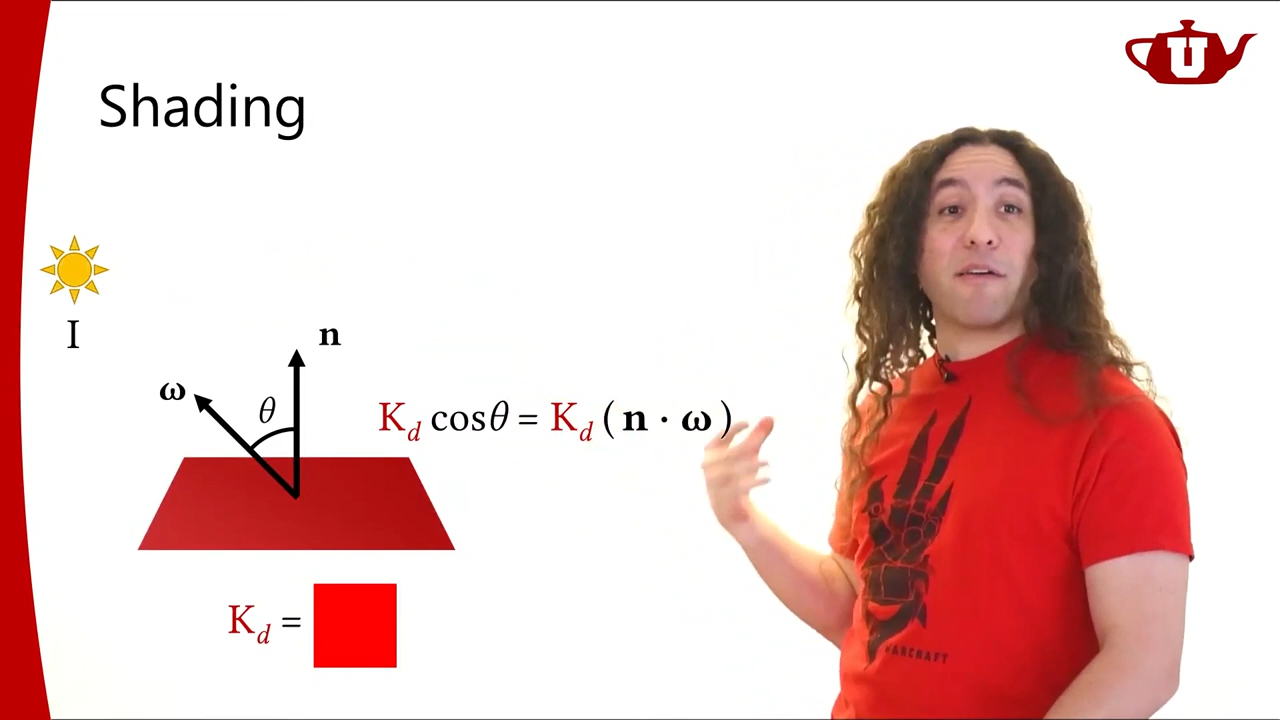 U
Shading
I
n
ω
θ
K_d cosθ = K_d ( n · ω )
K_d =